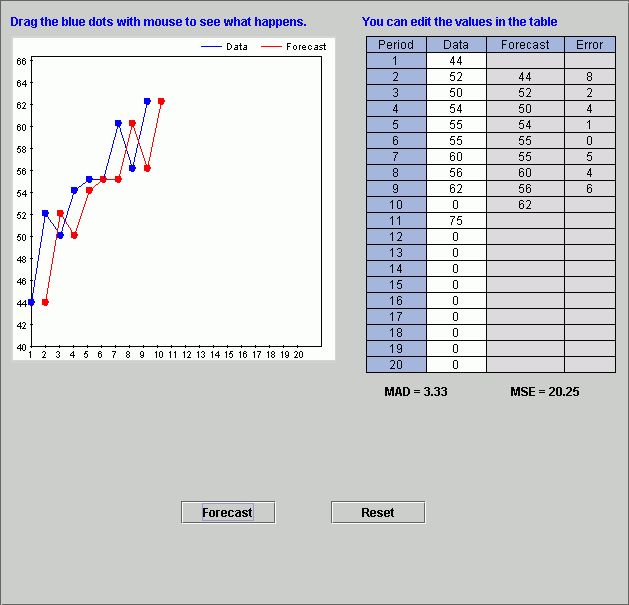 Drag the blue dots with mouse to see what happens.
You can edit the values in the table
Data Forecast
66
64
62
60
58
56
54
52
50
48
46
44
42
40
1 2 3 4 5 6 7 8 9 10 11 12 13 14 15 16 17 18 19 20
Period Data Forecast Error
1 44
2 52 44 8
3 50 52 2
4 54 50 4
5 55 54 1
6 55 55 0
7 60 55 5
8 56 60 4
9 62 56 6
10 0 62
11 75
12 0
13 0
14 0
15 0
16 0
17 0
18 0
19 0
20 0
MAD = 3.33 MSE = 20.25
Forecast Reset